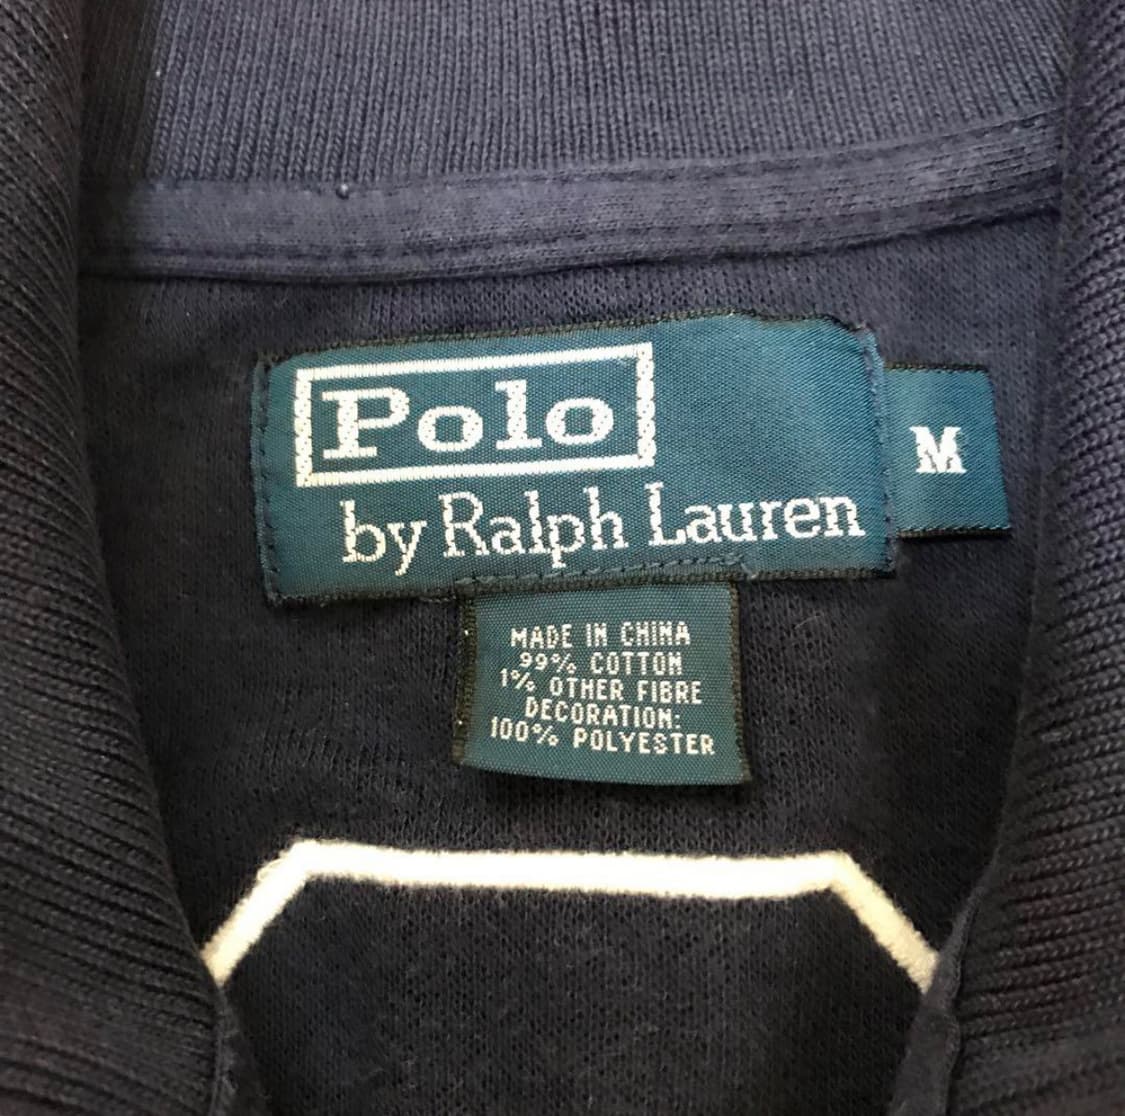 Polo
by Ralph Lauren
M
MADE IN CHINA
99% COTTON
1% OTHER FIBRE
DECORATION:
100% POLYESTER